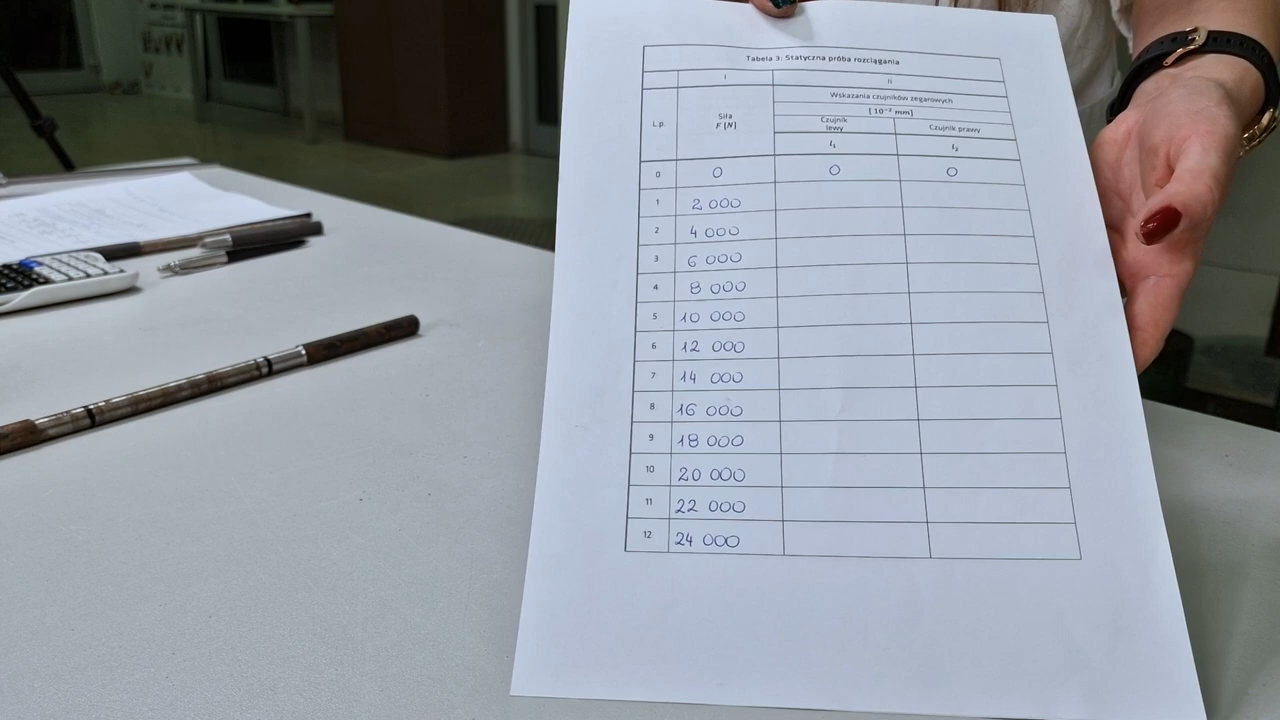 Tabela 3: Statyczna próba rozciągania
I II
L.p. Siła F [N] Wskazania czujników zegarowych
[10⁻² mm]
Czujnik lewy Czujnik prawy
l₁ l₂
0 0 0 0
1 2 000
2 4 000
3 6 000
4 8 000
5 10 000
6 12 000
7 14 000
8 16 000
9 18 000
10 20 000
11 22 000
12 24 000